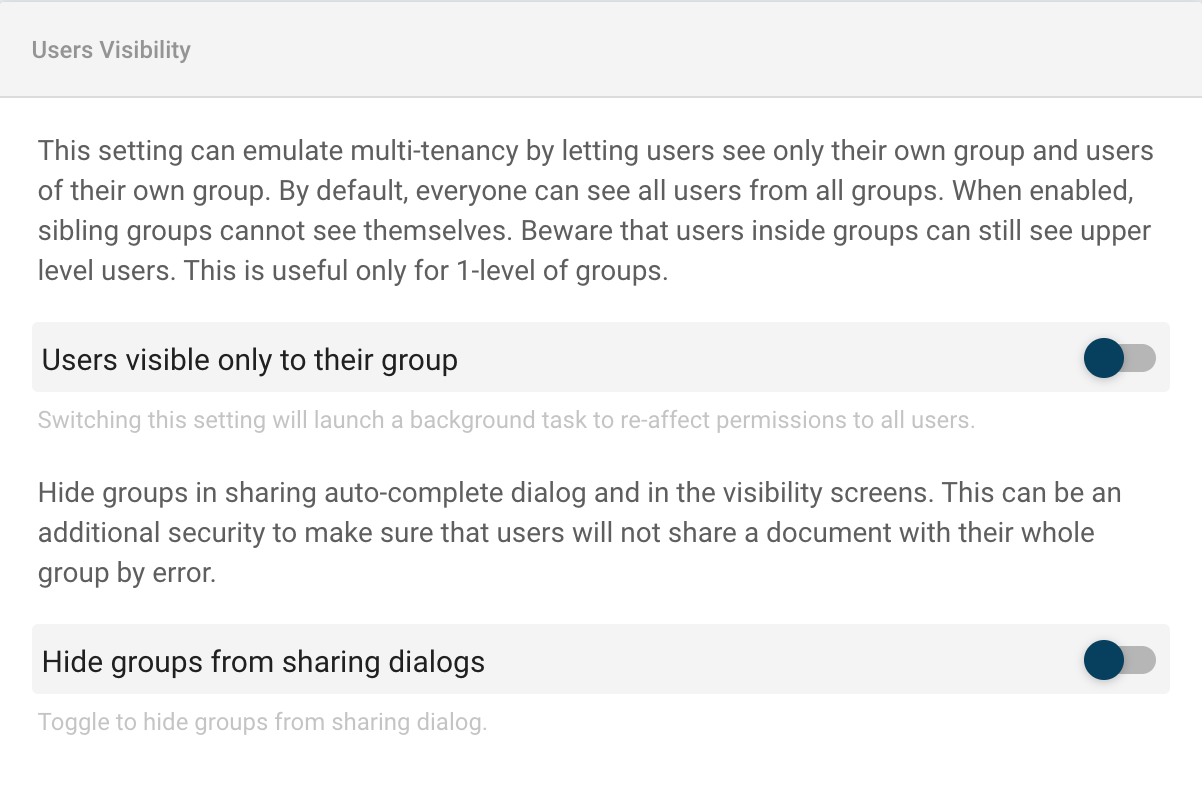 Users Visibility
This setting can emulate multi-tenancy by letting users see only their own group and users
of their own group. By default, everyone can see all users from all groups. When enabled,
sibling groups cannot see themselves. Beware that users inside groups can still see upper
level users. This is useful only for 1-level of groups.
Users visible only to their group
Switching this setting will launch a background task to re-affect permissions to all users.
Hide groups in sharing auto-complete dialog and in the visibility screens. This can be an
additional security to make sure that users will not share a document with their whole
group by error.
Hide groups from sharing dialogs
Toggle to hide groups from sharing dialog.